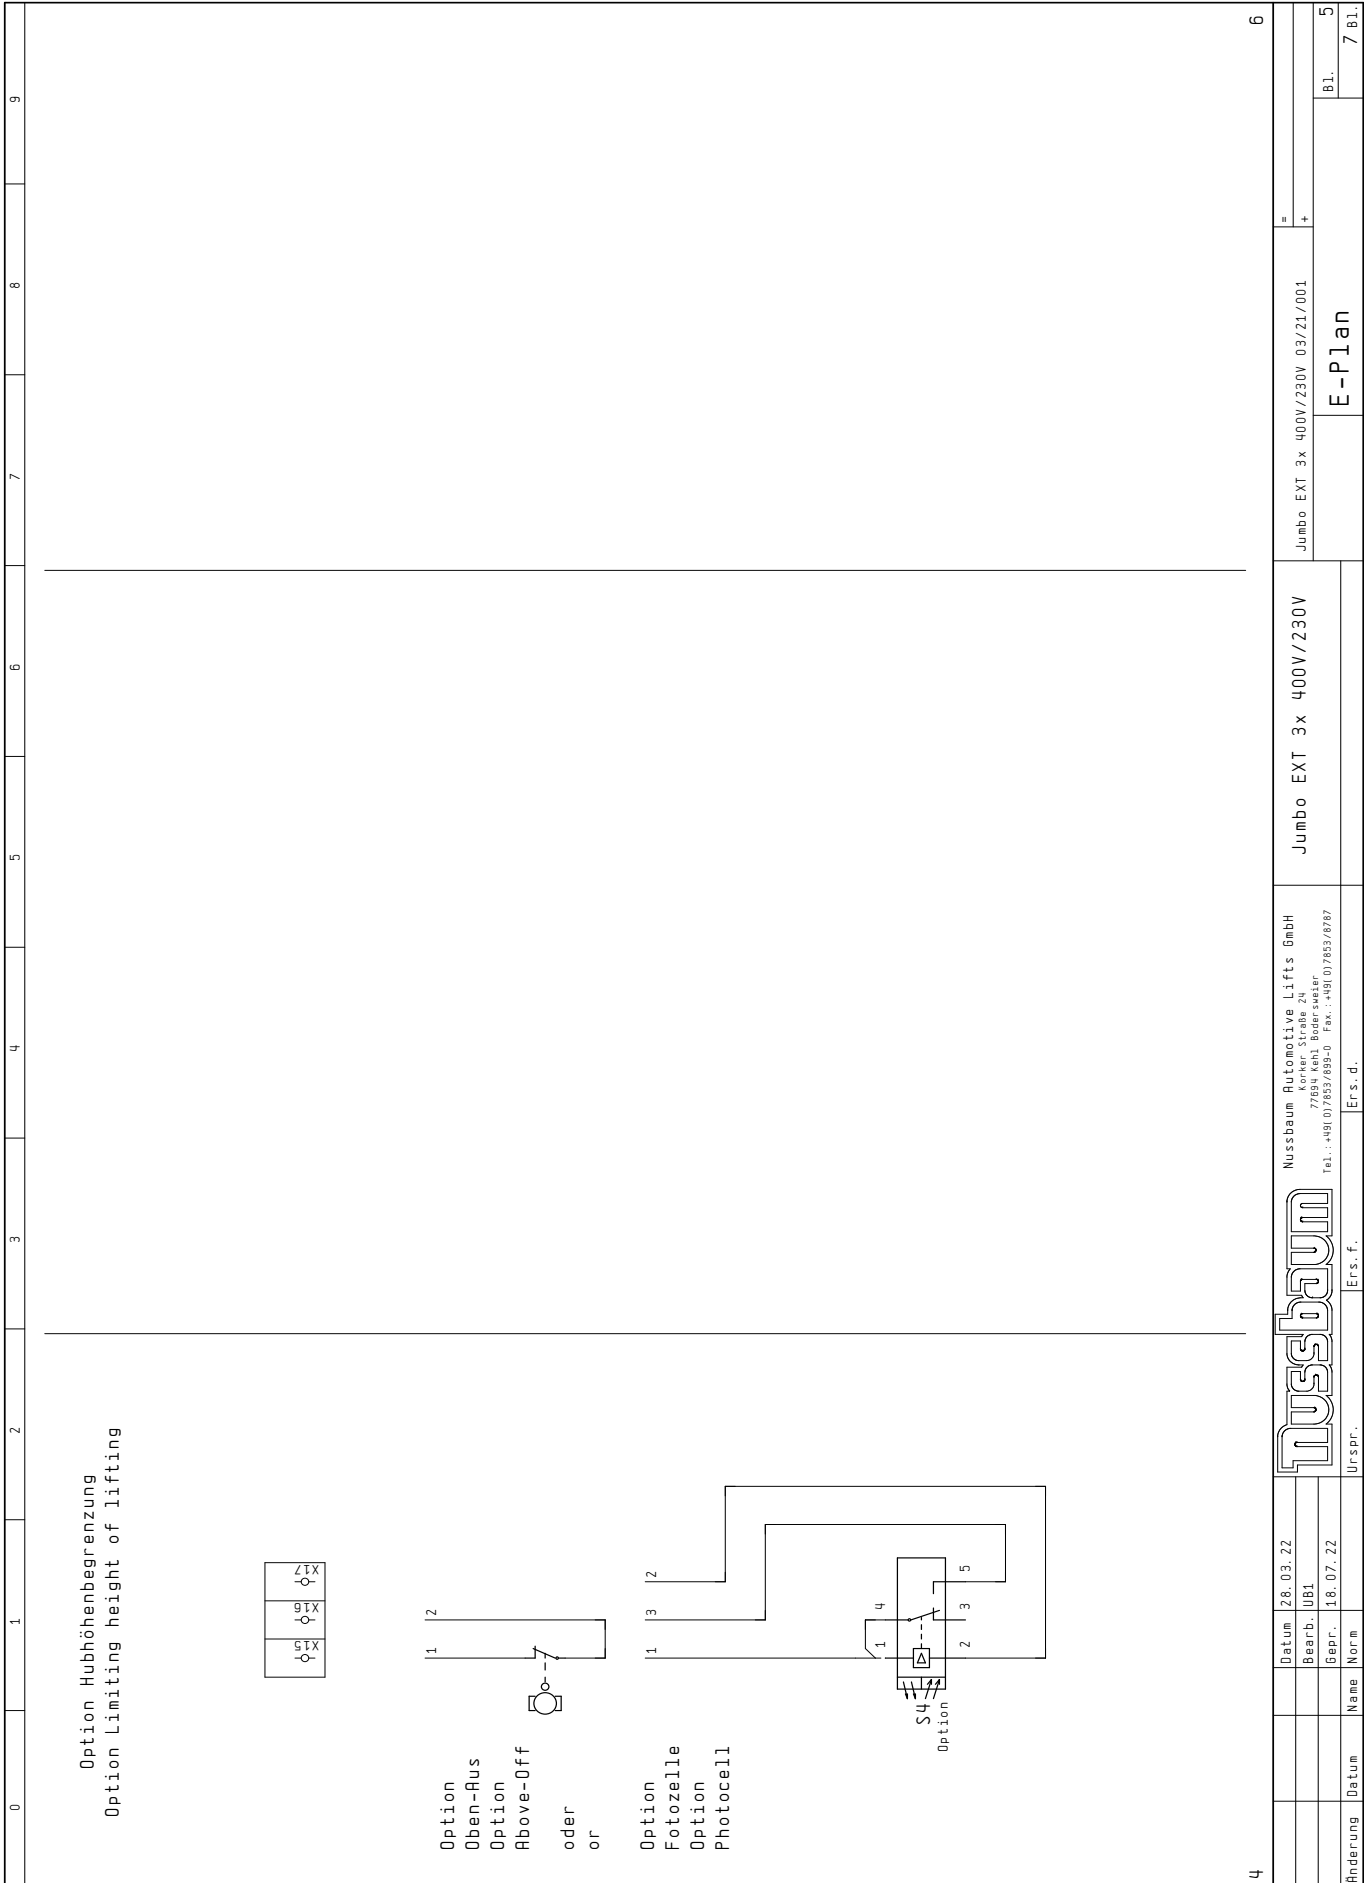 0 1 2 3 4 5 6 7 8 9
Option Hubhöhenbegrenzung
Option Limiting height of lifting
X15 X16 X17
Option
Oben-Aus
Option
Above-Off
1 2
oder
or
Option
Fotozelle
Option
Photocell
1 3 2
1 4
S4
Option
2 3 5
4
6
Änderung
Datum
Name
Datum 28.03.22
Bearb. UB1
Gepr. 18.07.22
Norm
nussbaum
Urspr.
Ers.f.
Ers.d.
Nussbaum Automotive Lifts GmbH
Korker Straße 24
77694 Kehl Bodersweier
Tel.:+49(0)7853/899-0 Fax.:+49(0)7853/8787
Jumbo EXT 3x 400V/230V
Jumbo EXT 3x 400V/230V 03/21/001
=
+
E-Plan
Bl. 5
7 Bl.